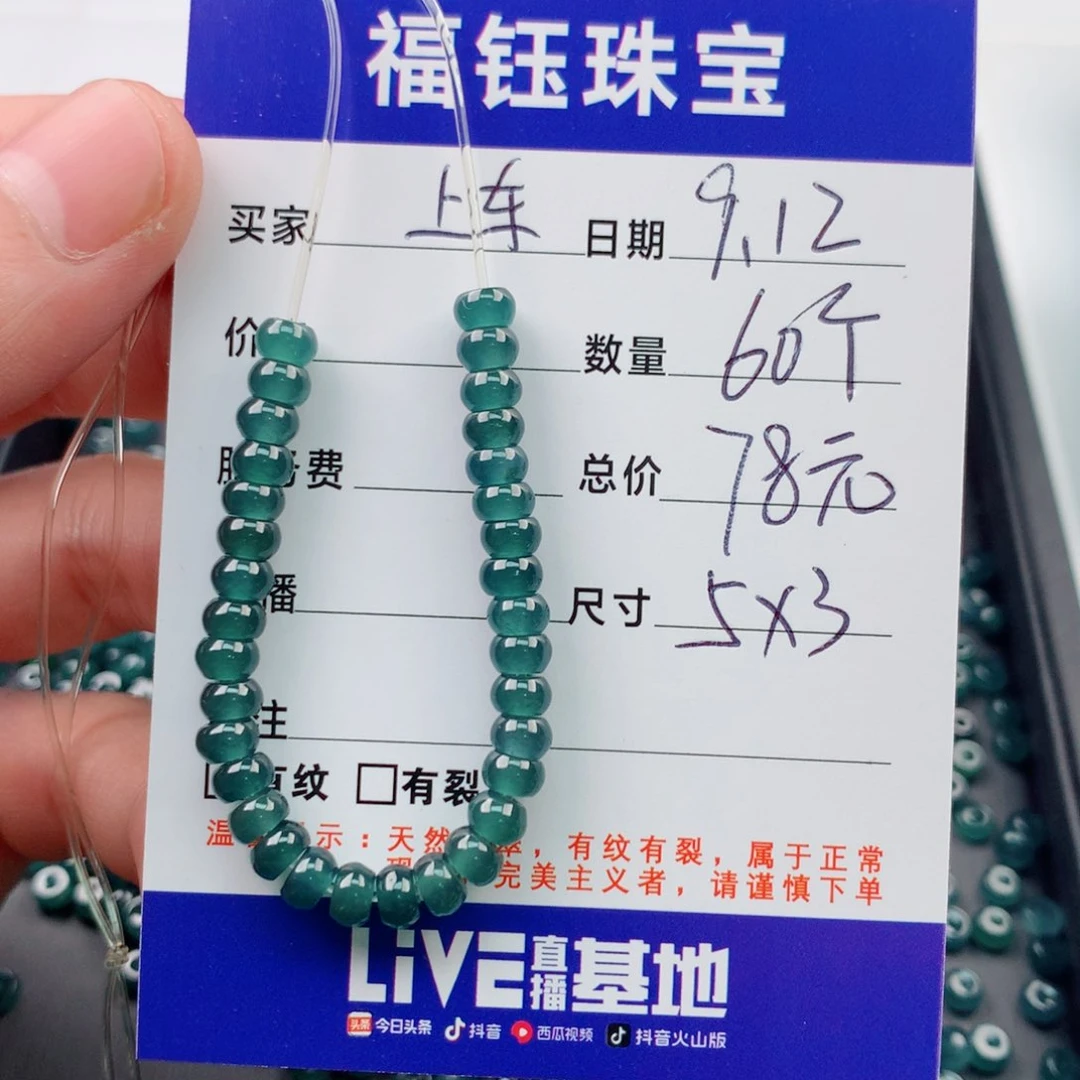 福钰珠宝
买家 上车 日期 9.12
价 数量 60个
费 总价 78元
播 尺寸 5X3
注
有纹 □有裂
温 示：天然 ，有纹有裂，属于正常
完美主义者，请谨慎下单
LiVE直播基地
头条 今日头条 抖音 西瓜视频 抖音火山版